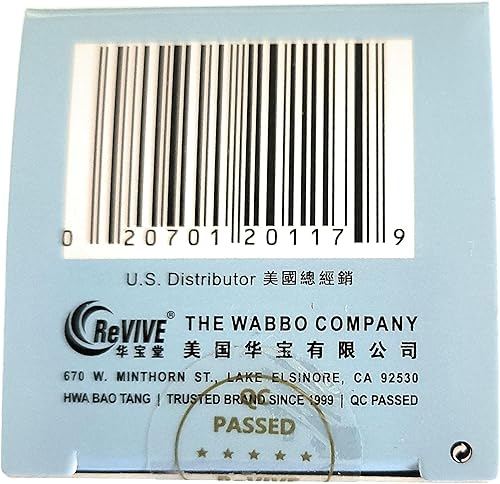 0 20701 20117 9
U.S. Distributor 美國總經銷
ReVIVE® THE WABBO COMPANY
华宝堂 美国华宝有限公司
670 W. MINTHORN ST., LAKE ELSINORE, CA 92530
HWA BAO TANG | TRUSTED BRAND SINCE 1999 | QC PASSED
QC
PASSED
ReVIVE